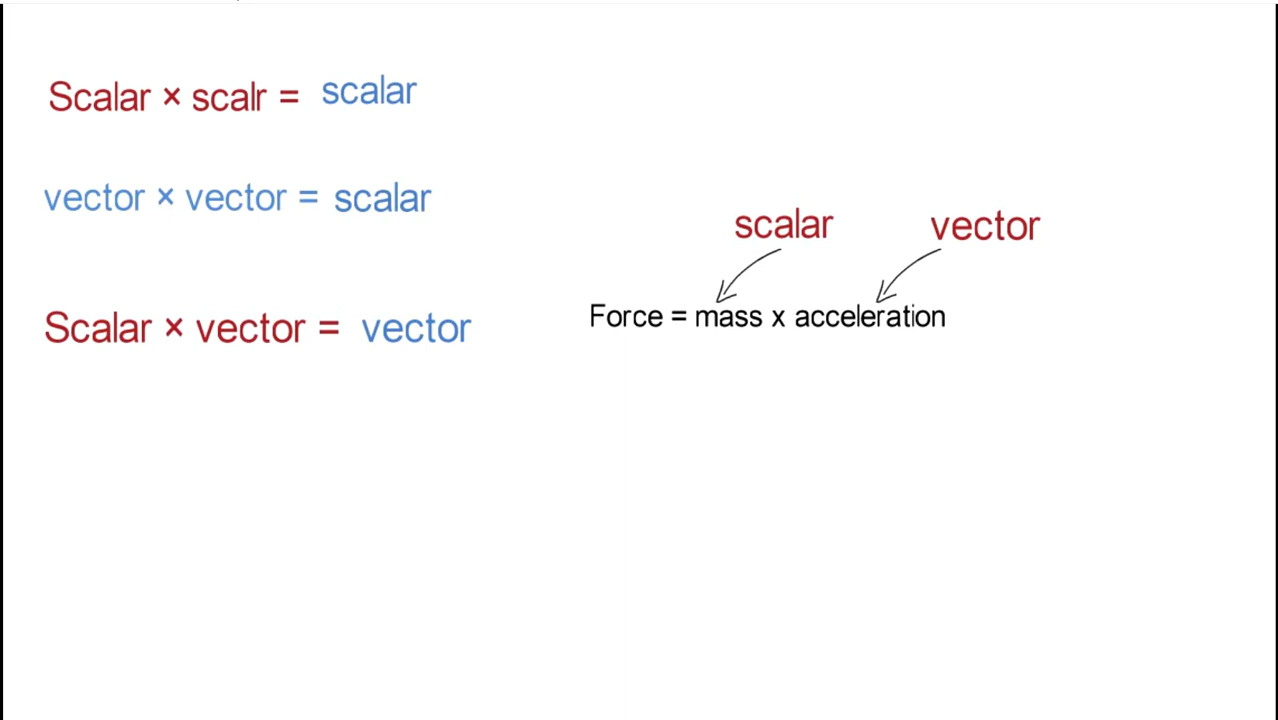 Scalar × scalr = scalar
vector × vector = scalar
scalar vector
Scalar × vector = vector
Force = mass x acceleration